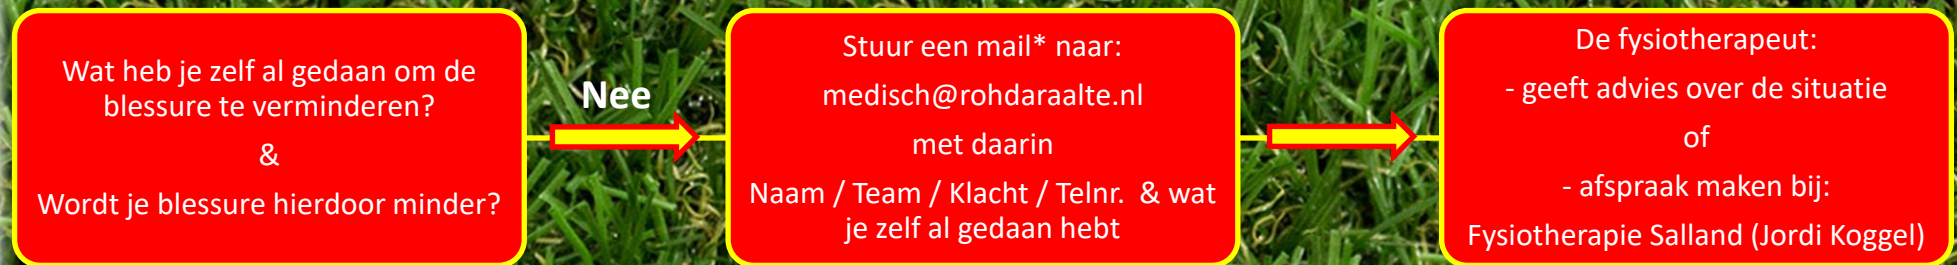 Wat heb je zelf al gedaan om de
blessure te verminderen?
&
Wordt je blessure hierdoor minder?
Nee
Stuur een mail* naar:
medisch@rohdaraalte.nl
met daarin
Naam / Team / Klacht / Telnr. & wat
je zelf al gedaan hebt
De fysiotherapeut:
- geeft advies over de situatie
of
- afspraak maken bij:
Fysiotherapie Salland (Jordi Koggel)